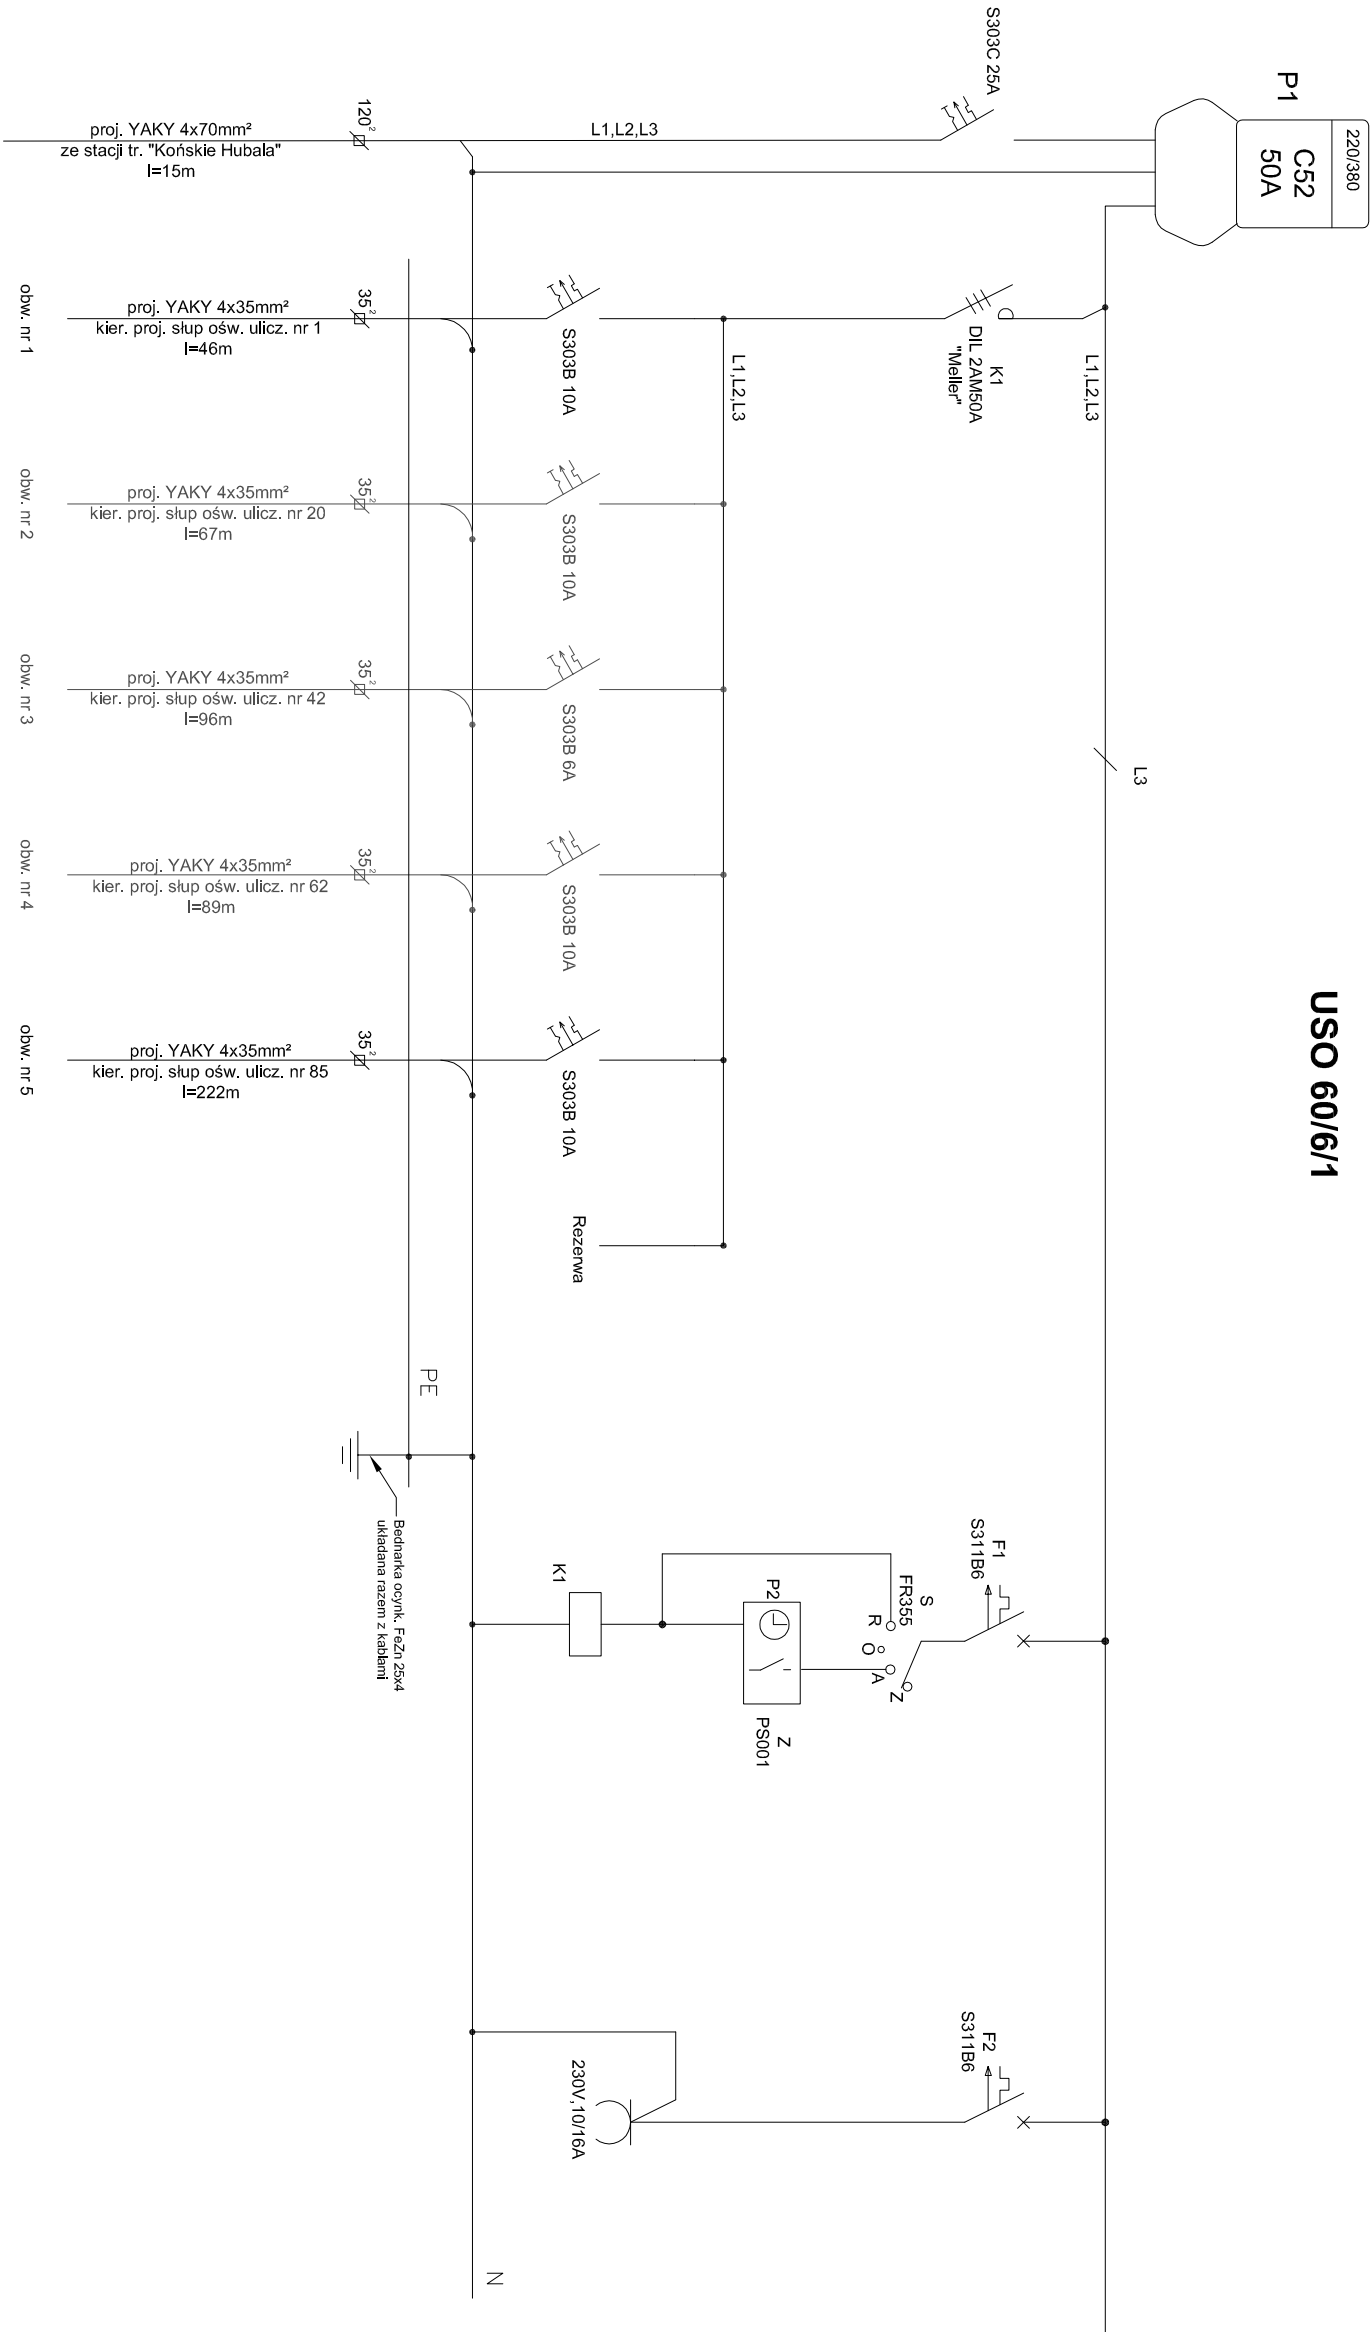 USO 60/6/1
P1
220/380
C52
50A
S303C 25A
L1,L2,L3
120²
proj. YAKY 4x70mm²
ze stacji tr. "Końskie Hubala"
l=15m
L1,L2,L3
K1
DIL 2AM50A
"Meller"
L1,L2,L3
L3
S303B 10A
35²
proj. YAKY 4x35mm²
kier. proj. słup ośw. ulicz. nr 1
l=46m
obw. nr 1
S303B 10A
35²
proj. YAKY 4x35mm²
kier. proj. słup ośw. ulicz. nr 20
l=67m
obw. nr 2
S303B 6A
35²
proj. YAKY 4x35mm²
kier. proj. słup ośw. ulicz. nr 42
l=96m
obw. nr 3
S303B 10A
35²
proj. YAKY 4x35mm²
kier. proj. słup ośw. ulicz. nr 62
l=89m
obw. nr 4
S303B 10A
35²
proj. YAKY 4x35mm²
kier. proj. słup ośw. ulicz. nr 85
l=222m
obw. nr 5
Rezerwa
PE
Bednarka ocynk. FeZn 25x4
układana razem z kablami
F1
S311B6
S
FR355
R
O
A
Z
P2
Z
PS001
K1
F2
S311B6
230V,10/16A
N